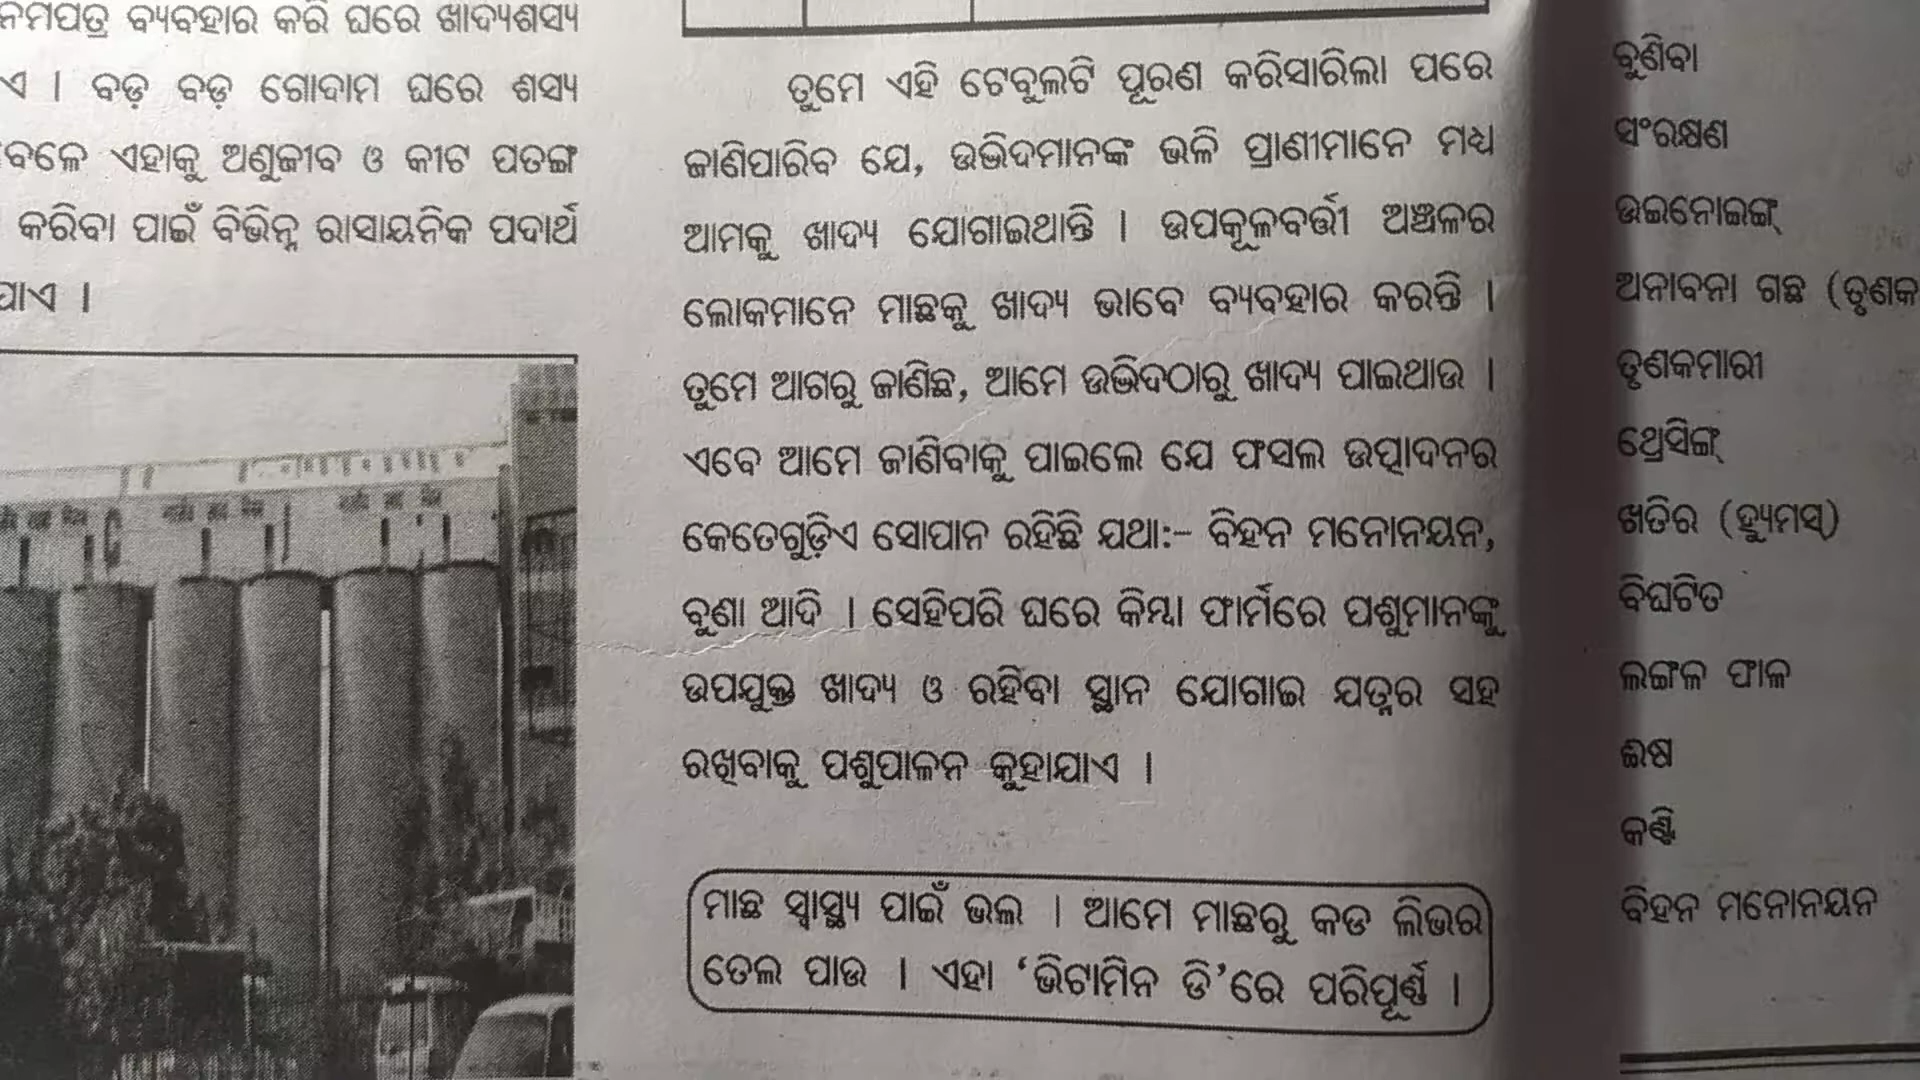 ନିମପତ୍ର ବ୍ୟବହାର କରି ଘରେ ଖାଦ୍ୟଶସ୍ୟ
ଏ । ବଡ଼ ବଡ଼ ଗୋଦାମ ଘରେ ଶସ୍ୟ
ବେଳେ ଏହାକୁ ଅଣୁଜୀବ ଓ କୀଟ ପତଙ୍ଗ
କରିବା ପାଇଁ ବିଭିନ୍ନ ରାସାୟନିକ ପଦାର୍ଥ
ଯାଏ ।
ତୁମେ ଏହି ଟେବୁଲଟି ପୂରଣ କରିସାରିଲା ପରେ
ଜାଣିପାରିବ ଯେ, ଉଦ୍ଭିଦମାନଙ୍କ ଭଳି ପ୍ରାଣୀମାନେ ମଧ୍ୟ
ଆମକୁ ଖାଦ୍ୟ ଯୋଗାଇଥାନ୍ତି । ଉପକୂଳବର୍ତ୍ତୀ ଅଞ୍ଚଳର
ଲୋକମାନେ ମାଛକୁ ଖାଦ୍ୟ ଭାବେ ବ୍ୟବହାର କରନ୍ତି ।
ତୁମେ ଆଗରୁ ଜାଣିଛ, ଆମେ ଉଦ୍ଭିଦଠାରୁ ଖାଦ୍ୟ ପାଇଥାଉ ।
ଏବେ ଆମେ ଜାଣିବାକୁ ପାଇଲେ ଯେ ଫସଲ ଉତ୍ପାଦନର
କେତେଗୁଡ଼ିଏ ସୋପାନ ରହିଛି ଯଥା:- ବିହନ ମନୋନୟନ,
ବୁଣା ଆଦି । ସେହିପରି ଘରେ କିମ୍ବା ଫାର୍ମରେ ପଶୁମାନଙ୍କୁ
ଉପଯୁକ୍ତ ଖାଦ୍ୟ ଓ ରହିବା ସ୍ଥାନ ଯୋଗାଇ ଯତ୍ନର ସହ
ରଖିବାକୁ ପଶୁପାଳନ କୁହାଯାଏ ।
ମାଛ ସ୍ୱାସ୍ଥ୍ୟ ପାଇଁ ଭଲ । ଆମେ ମାଛରୁ କଡ ଲିଭର
ତେଲ ପାଉ । ଏହା ‘ଭିଟାମିନ ଡି’ରେ ପରିପୂର୍ଣ୍ଣ ।
ବୁଣିବା
ସଂରକ୍ଷଣ
ଉଇନୋଇଙ୍ଗ୍
ଅନାବନା ଗଛ (ତୃଣକ
ତୃଣକମାରୀ
ଥ୍ରେସିଙ୍ଗ୍
ଖତିର (ହ୍ୟୁମସ୍)
ବିଘଟିତ
ଲଙ୍ଗଳ ଫାଳ
ଈଷ
କଣ୍ଟି
ବିହନ ମନୋନୟନ